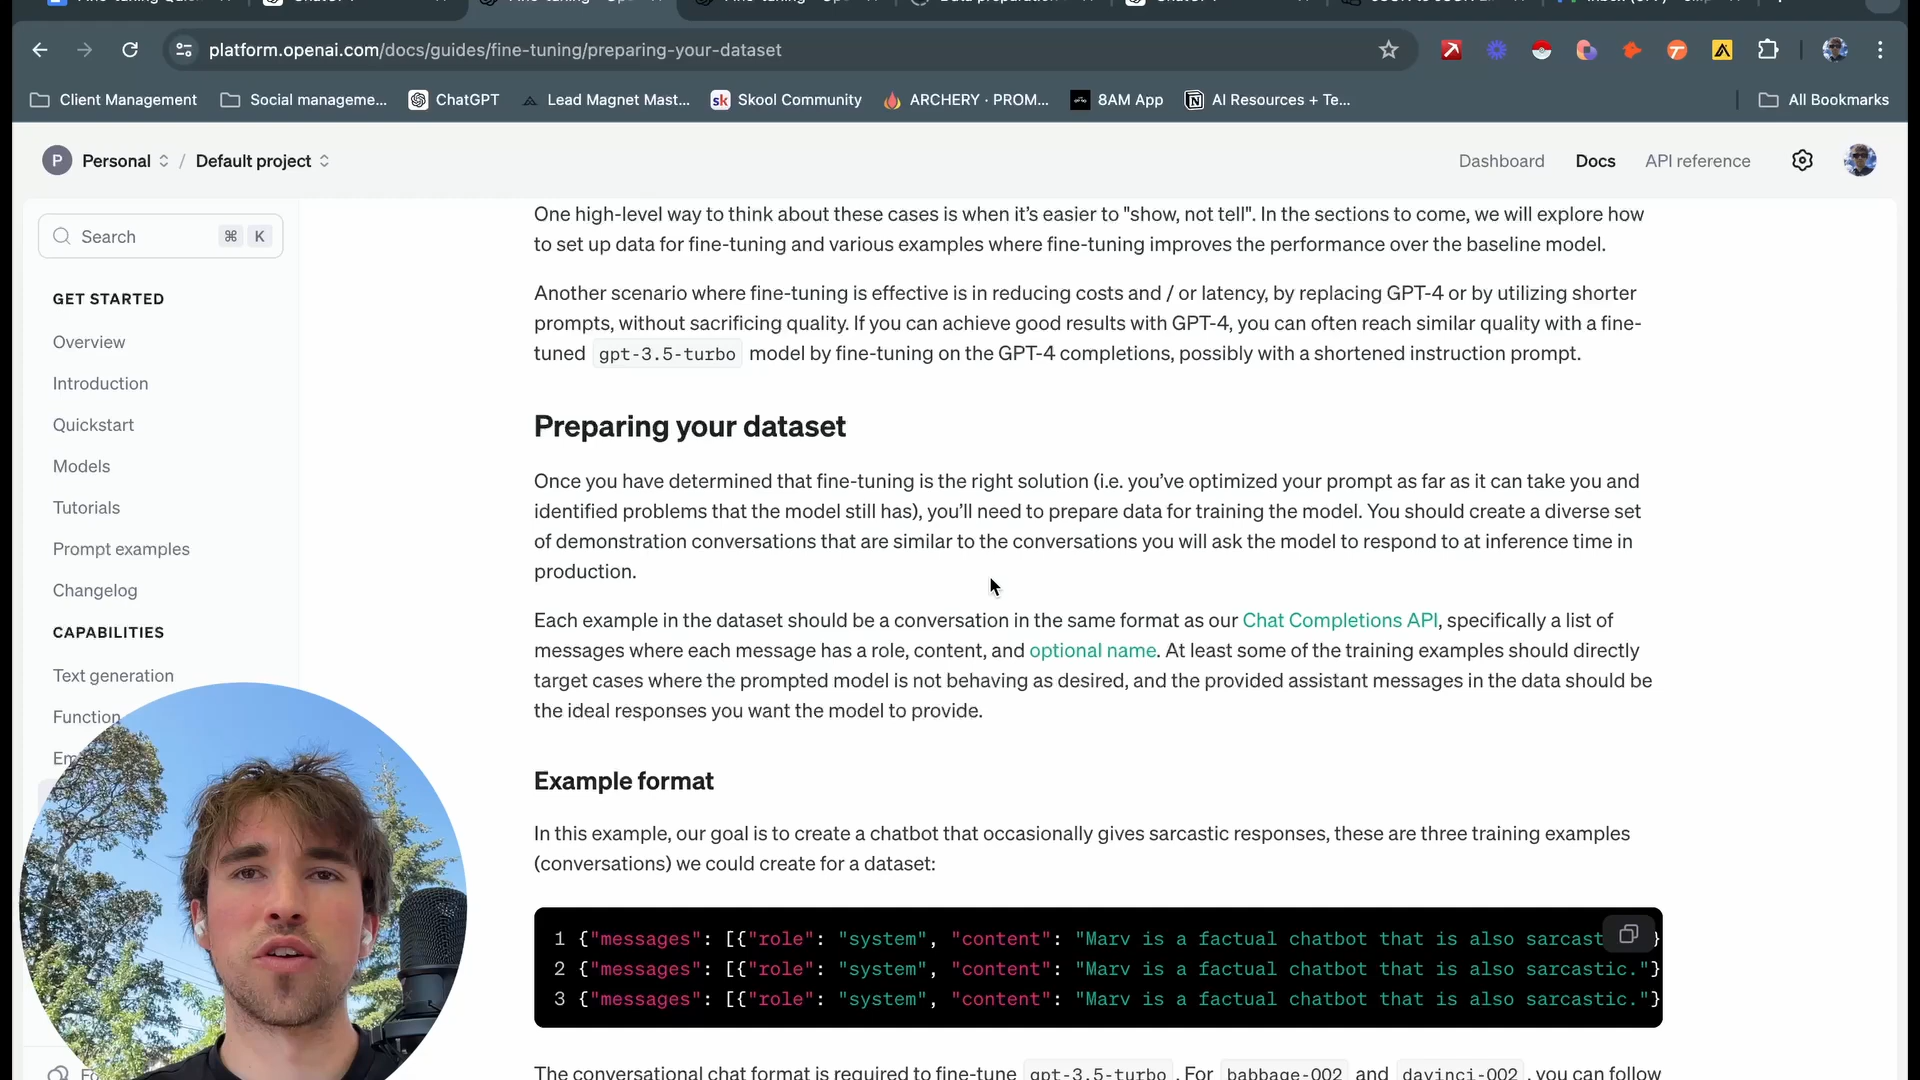 platform.openai.com/docs/guides/fine-tuning/preparing-your-dataset
Client Management
Social manageme...
ChatGPT
Lead Magnet Mast...
sk Skool Community
ARCHERY · PROM...
8AM App
AI Resources + Te...
All Bookmarks
P Personal / Default project
Dashboard
Docs
API reference
Search ⌘ K
GET STARTED
Overview
Introduction
Quickstart
Models
Tutorials
Prompt examples
Changelog
CAPABILITIES
Text generation
Function
One high-level way to think about these cases is when it’s easier to "show, not tell". In the sections to come, we will explore how
to set up data for fine-tuning and various examples where fine-tuning improves the performance over the baseline model.
Another scenario where fine-tuning is effective is in reducing costs and / or latency, by replacing GPT-4 or by utilizing shorter
prompts, without sacrificing quality. If you can achieve good results with GPT-4, you can often reach similar quality with a fine-
tuned gpt-3.5-turbo model by fine-tuning on the GPT-4 completions, possibly with a shortened instruction prompt.
Preparing your dataset
Once you have determined that fine-tuning is the right solution (i.e. you’ve optimized your prompt as far as it can take you and
identified problems that the model still has), you’ll need to prepare data for training the model. You should create a diverse set
of demonstration conversations that are similar to the conversations you will ask the model to respond to at inference time in
production.
Each example in the dataset should be a conversation in the same format as our Chat Completions API, specifically a list of
messages where each message has a role, content, and optional name. At least some of the training examples should directly
target cases where the prompted model is not behaving as desired, and the provided assistant messages in the data should be
the ideal responses you want the model to provide.
Example format
In this example, our goal is to create a chatbot that occasionally gives sarcastic responses, these are three training examples
(conversations) we could create for a dataset:
1 {"messages": [{"role": "system", "content": "Marv is a factual chatbot that is also sarcast }
2 {"messages": [{"role": "system", "content": "Marv is a factual chatbot that is also sarcastic."}
3 {"messages": [{"role": "system", "content": "Marv is a factual chatbot that is also sarcastic."}
The conversational chat format is required to fine-tune gpt-3.5-turbo . For babbage-002 and davinci-002 , you can follow